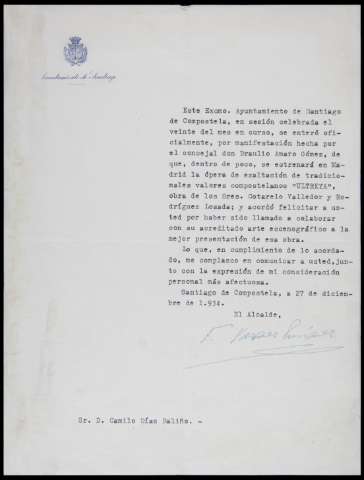 Ayuntamiento de Santiago
Este Excmo. Ayuntamiento de Santiago
de Compostela, en sesión celebrada el
veinte del mes en curso, se enteró ofi-
cialmente, por manifestación hecha por
el concejal don Braulio Amaro Gómez, de
que, dentro de poco, se estrenará en Ma-
drid la ópera de exaltación de tradicio-
nales valores compostelanos "ULTREYA",
obra de los Sres. Cotarelo Valledor y Ro-
dríguez Losada; y acordó felicitar a us-
ted por haber sido llamado a colaborar
con su acreditado arte escenográfico a la
mejor presentación de esa obra.
Lo que, en cumplimiento de lo acorda-
do, me complazco en comunicar a usted, jun-
to con la expresión de mi consideración
personal más afectuosa.
Santiago de Compostela, a 27 de diciem-
bre de 1.934.
El Alcalde,
Sr. D. Camilo Díaz Baliño. -